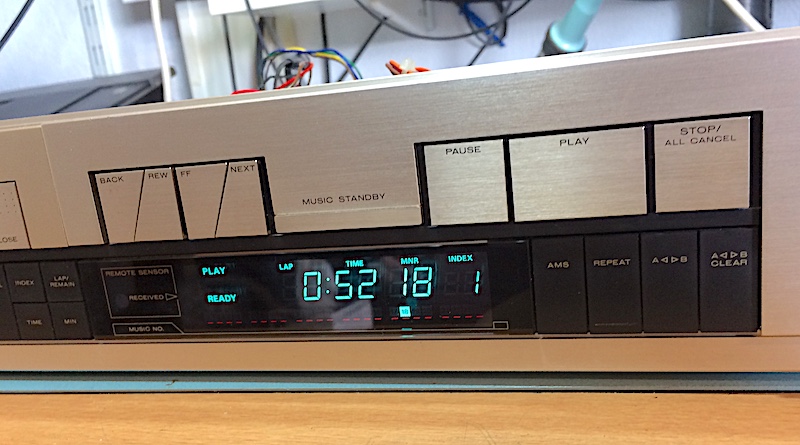 BACK REW FF NEXT
MUSIC STANDBY
PAUSE
PLAY
STOP/
ALL CANCEL
INDEX
LAP/
REMAIN
TIME
MIN
REMOTE SENSOR
RECEIVED
MUSIC NO.
PLAY
READY
LAP TIME MNR INDEX
0:52 18 1
18
AMS
REPEAT
A◁▷B
A◁▷B
CLEAR